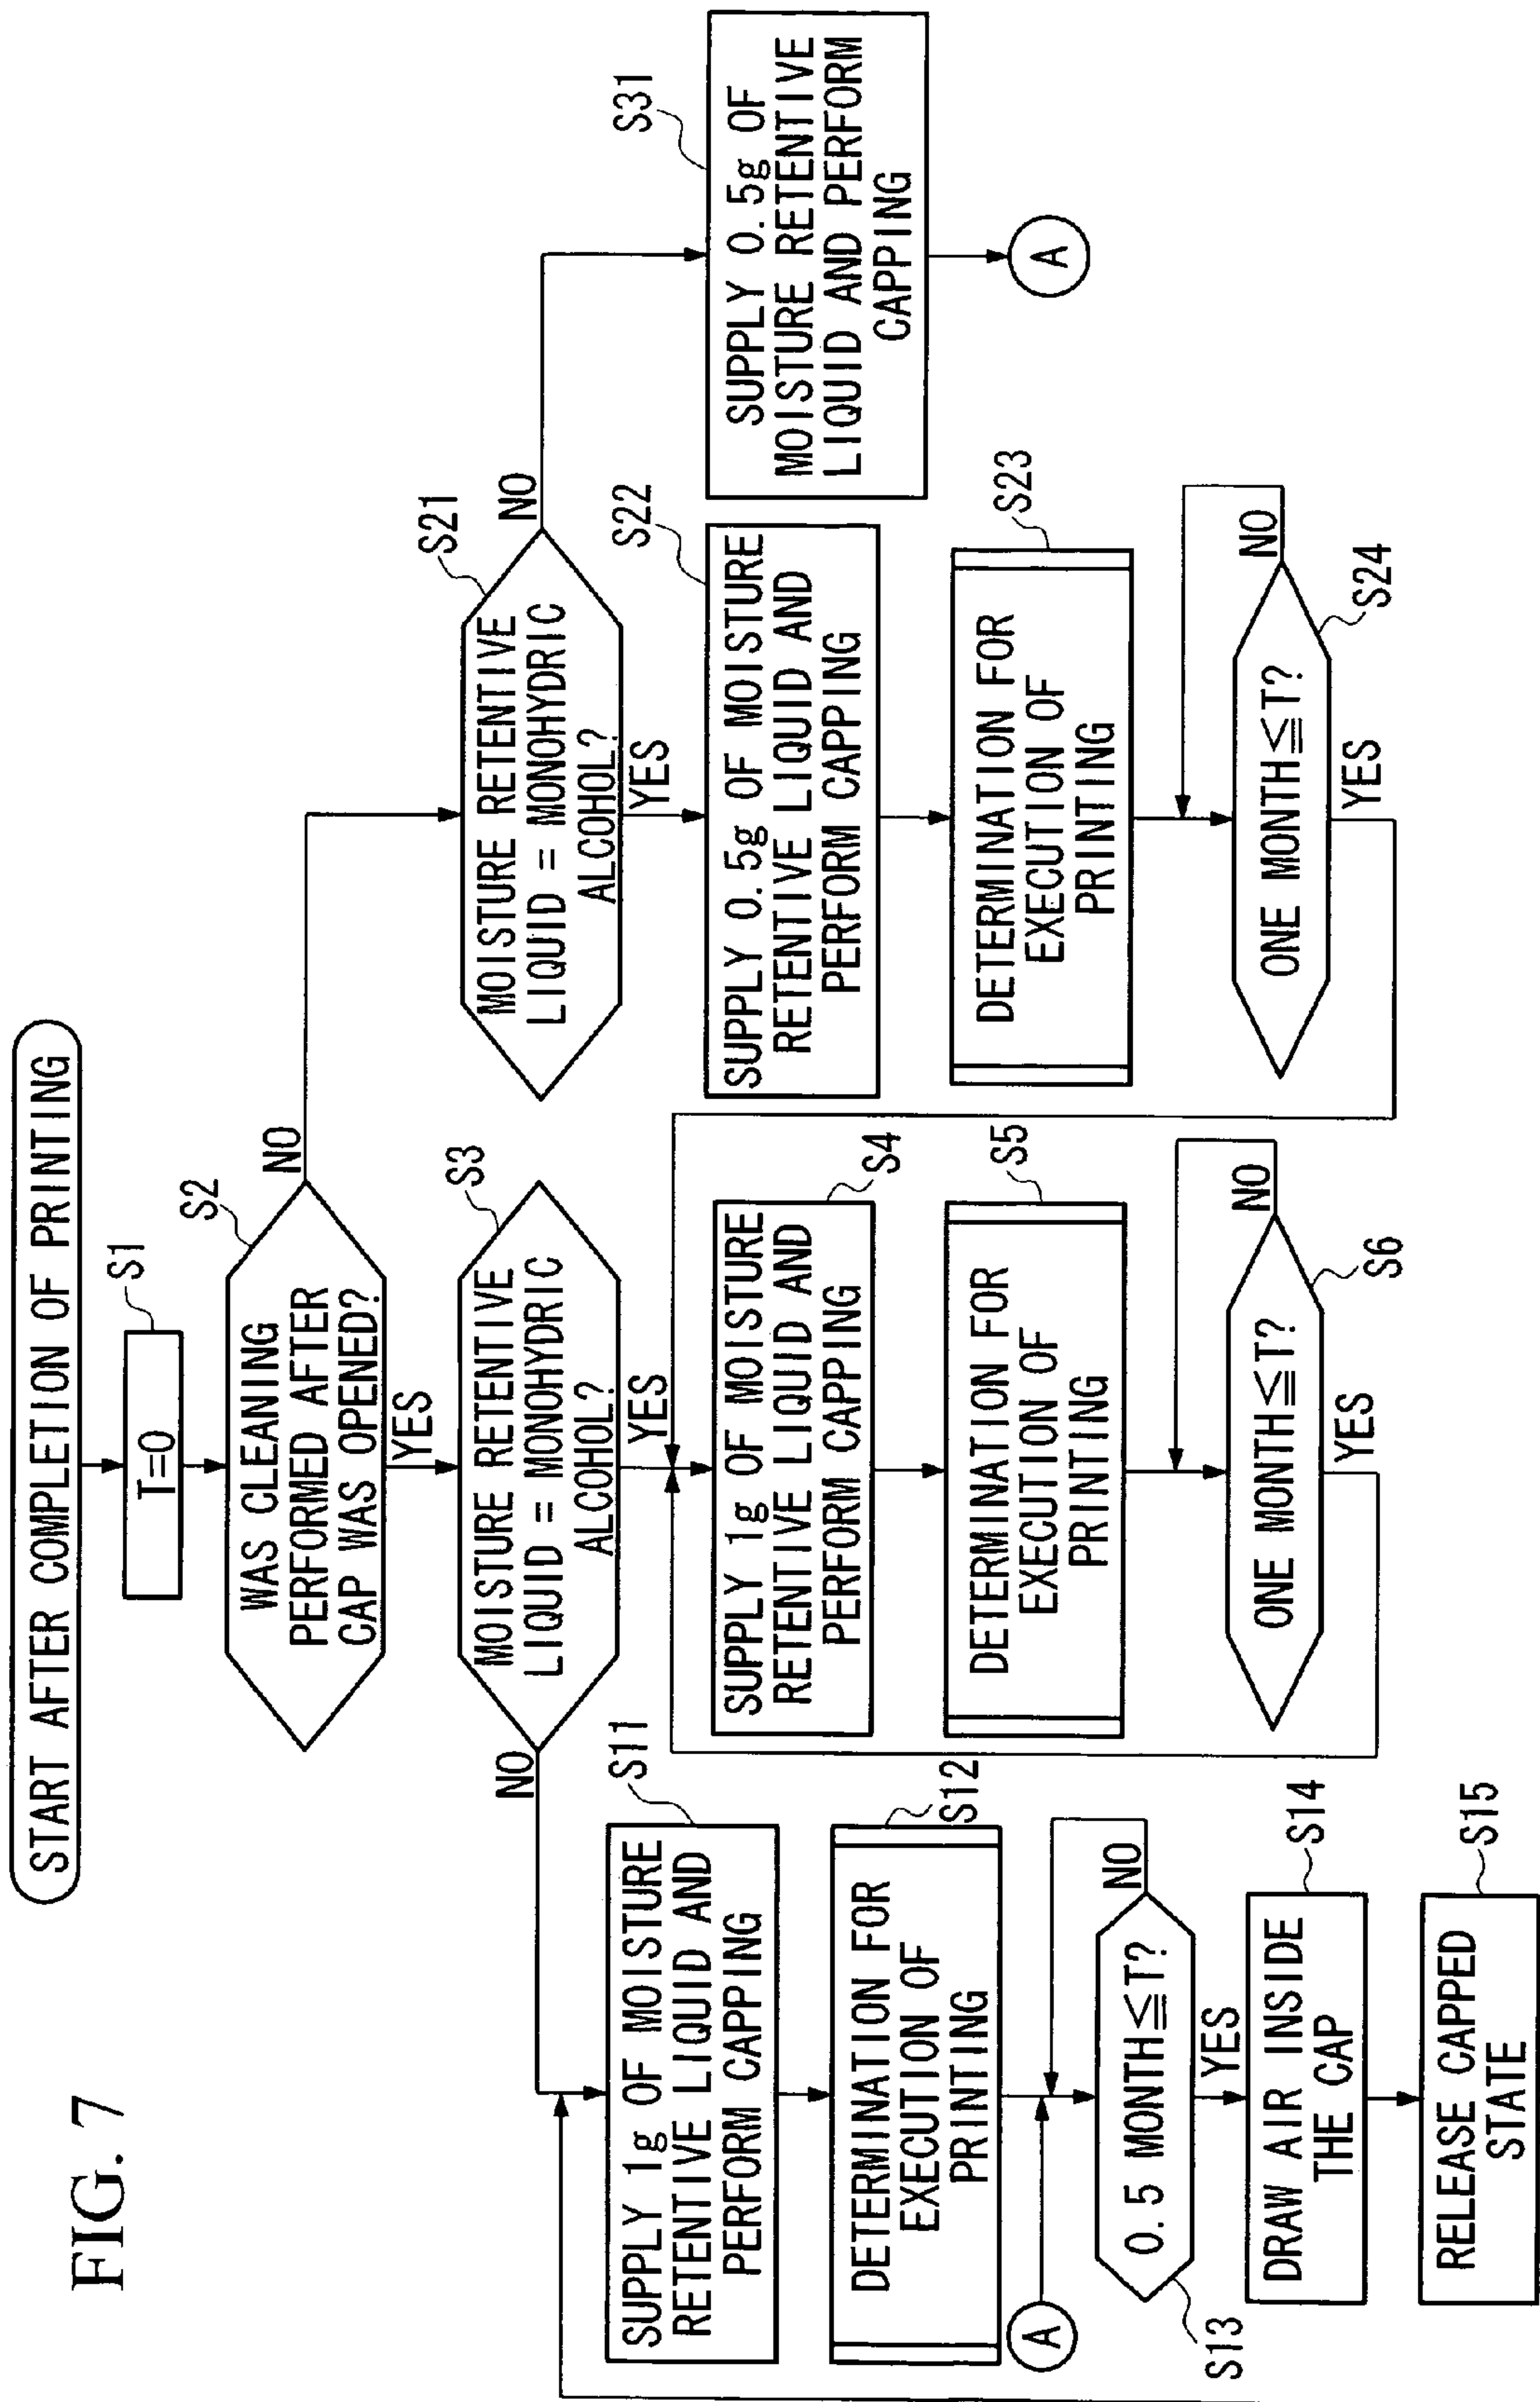 FIG. 7
START AFTER COMPLETION OF PRINTING
T=0
S1
WAS CLEANING
PERFORMED AFTER
CAP WAS OPENED?
S2
NO
YES
MOISTURE RETENTIVE
LIQUID = MONOHYDRIC
ALCOHOL?
S3
NO
YES
SUPPLY 1g OF MOISTURE
RETENTIVE LIQUID AND
PERFORM CAPPING
S4
DETERMINATION FOR
EXECUTION OF
PRINTING
S5
ONE MONTH≦T?
S6
NO
YES
SUPPLY 1g OF MOISTURE
RETENTIVE LIQUID AND
PERFORM CAPPING
S11
DETERMINATION FOR
EXECUTION OF
PRINTING
S12
A
0.5 MONTH≦T?
S13
NO
YES
DRAW AIR INSIDE
THE CAP
S14
RELEASE CAPPED
STATE
S15
MOISTURE RETENTIVE
LIQUID = MONOHYDRIC
ALCOHOL?
S21
NO
YES
SUPPLY 0.5g OF MOISTURE
RETENTIVE LIQUID AND
PERFORM CAPPING
S22
DETERMINATION FOR
EXECUTION OF
PRINTING
S23
ONE MONTH≦T?
S24
NO
YES
SUPPLY 0.5g OF
MOISTURE RETENTIVE
LIQUID AND PERFORM
CAPPING
S31
A